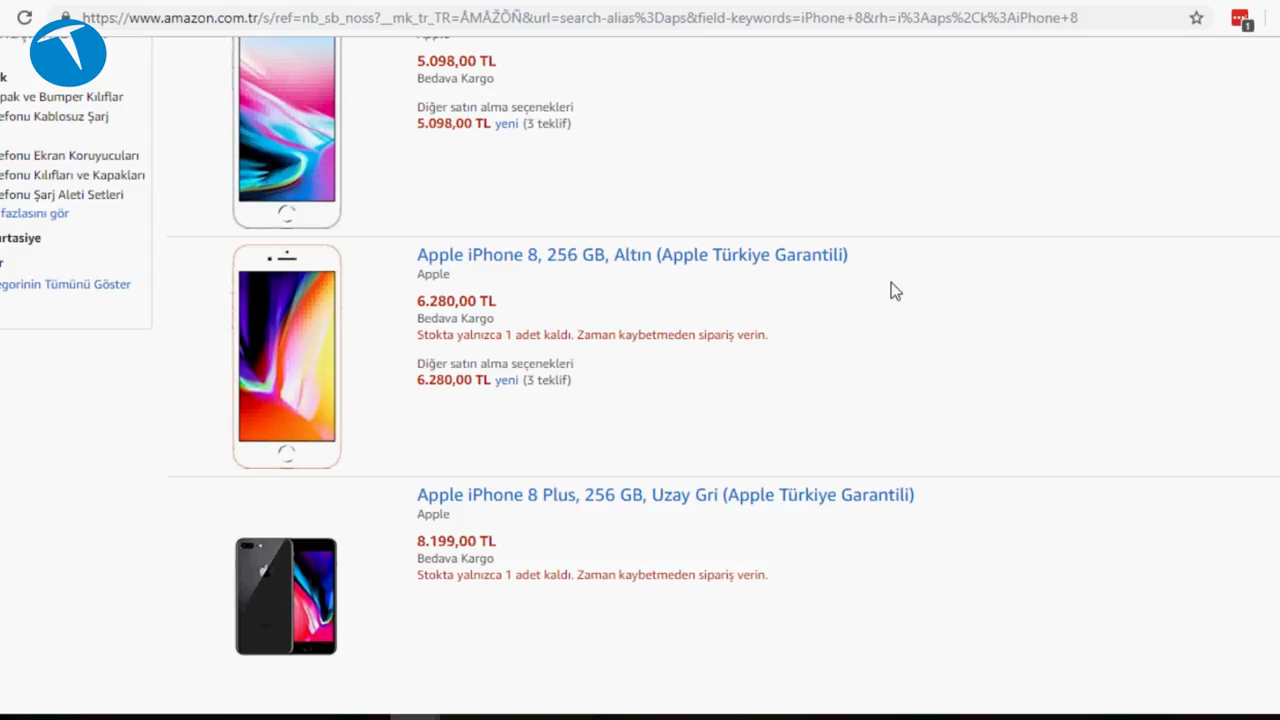 https://www.amazon.com.tr/s/ref=nb_sb_noss?__mk_tr_TR=ÅMÅŽÕÑ&url=search-alias%3Daps&field-keywords=iPhone+8&rh=i%3Aaps%2Ck%3AiPhone+8
1
k
pak ve Bumper Kılıflar
efonu Kablosuz Şarj
efonu Ekran Koruyucuları
efonu Kılıfları ve Kapakları
efonu Şarj Aleti Setleri
fazlasını gör
ırtasiye
r
egorinin Tümünü Göster
Apple
5.098,00 TL
Bedava Kargo
Diğer satın alma seçenekleri
5.098,00 TL yeni (3 teklif)
Apple iPhone 8, 256 GB, Altın (Apple Türkiye Garantili)
Apple
6.280,00 TL
Bedava Kargo
Stokta yalnızca 1 adet kaldı. Zaman kaybetmeden sipariş verin.
Diğer satın alma seçenekleri
6.280,00 TL yeni (3 teklif)
Apple iPhone 8 Plus, 256 GB, Uzay Gri (Apple Türkiye Garantili)
Apple
8.199,00 TL
Bedava Kargo
Stokta yalnızca 1 adet kaldı. Zaman kaybetmeden sipariş verin.